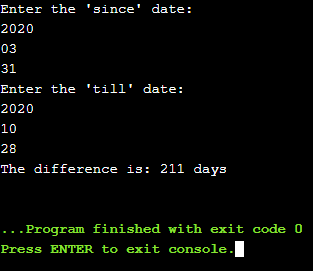 Enter the 'since' date:
2020
03
31
Enter the 'till' date:
2020
10
28
The difference is: 211 days
...Program finished with exit code 0
Press ENTER to exit console.